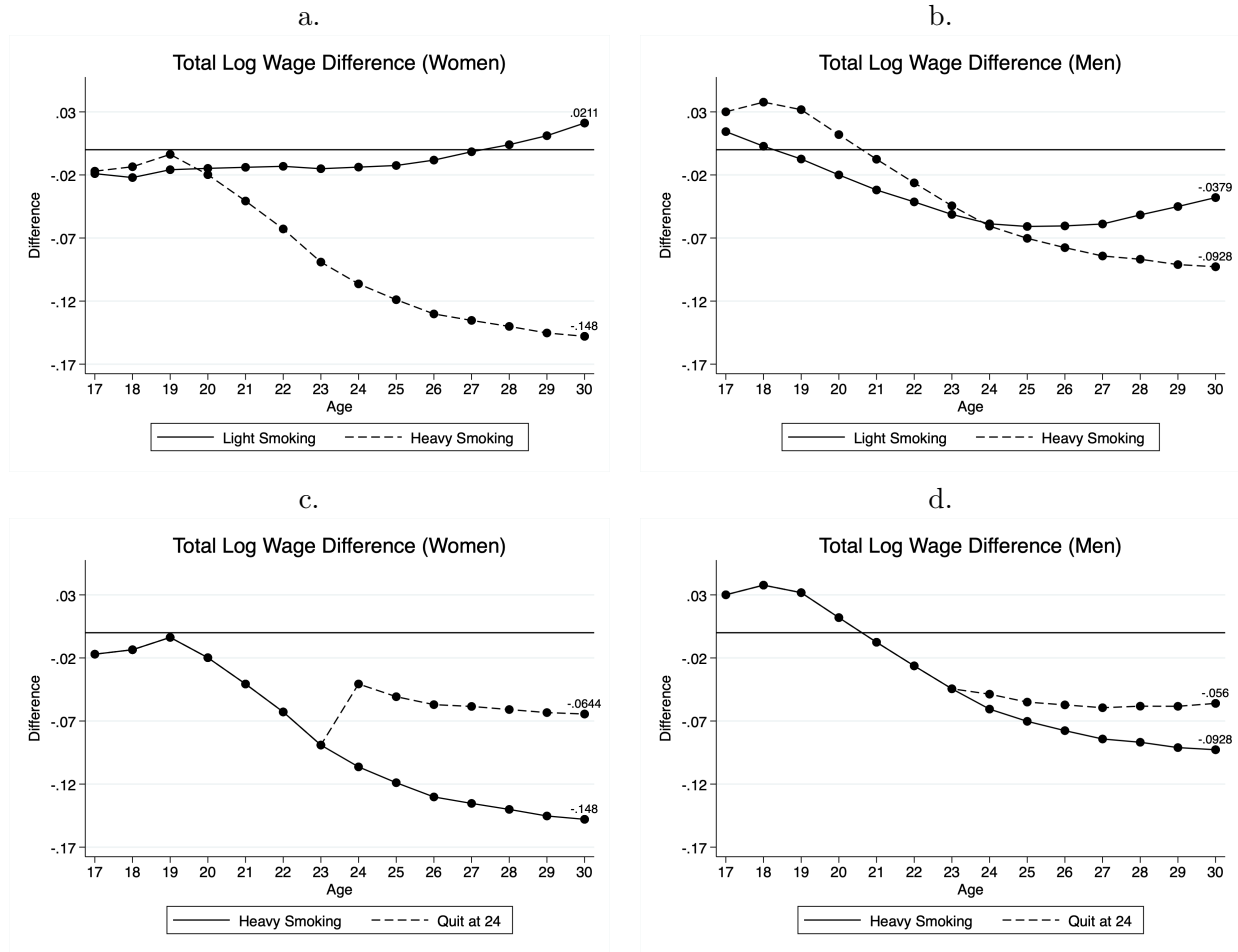 a.
Total Log Wage Difference (Women)
Difference
.03
-.02
-.07
-.12
-.17
.0211
-.148
17 18 19 20 21 22 23 24 25 26 27 28 29 30
Age
Light Smoking Heavy Smoking
b.
Total Log Wage Difference (Men)
Difference
.03
-.02
-.07
-.12
-.17
-.0379
-.0928
17 18 19 20 21 22 23 24 25 26 27 28 29 30
Age
Light Smoking Heavy Smoking
c.
Total Log Wage Difference (Women)
Difference
.03
-.02
-.07
-.12
-.17
-.0644
-.148
17 18 19 20 21 22 23 24 25 26 27 28 29 30
Age
Heavy Smoking Quit at 24
d.
Total Log Wage Difference (Men)
Difference
.03
-.02
-.07
-.12
-.17
-.056
-.0928
17 18 19 20 21 22 23 24 25 26 27 28 29 30
Age
Heavy Smoking Quit at 24